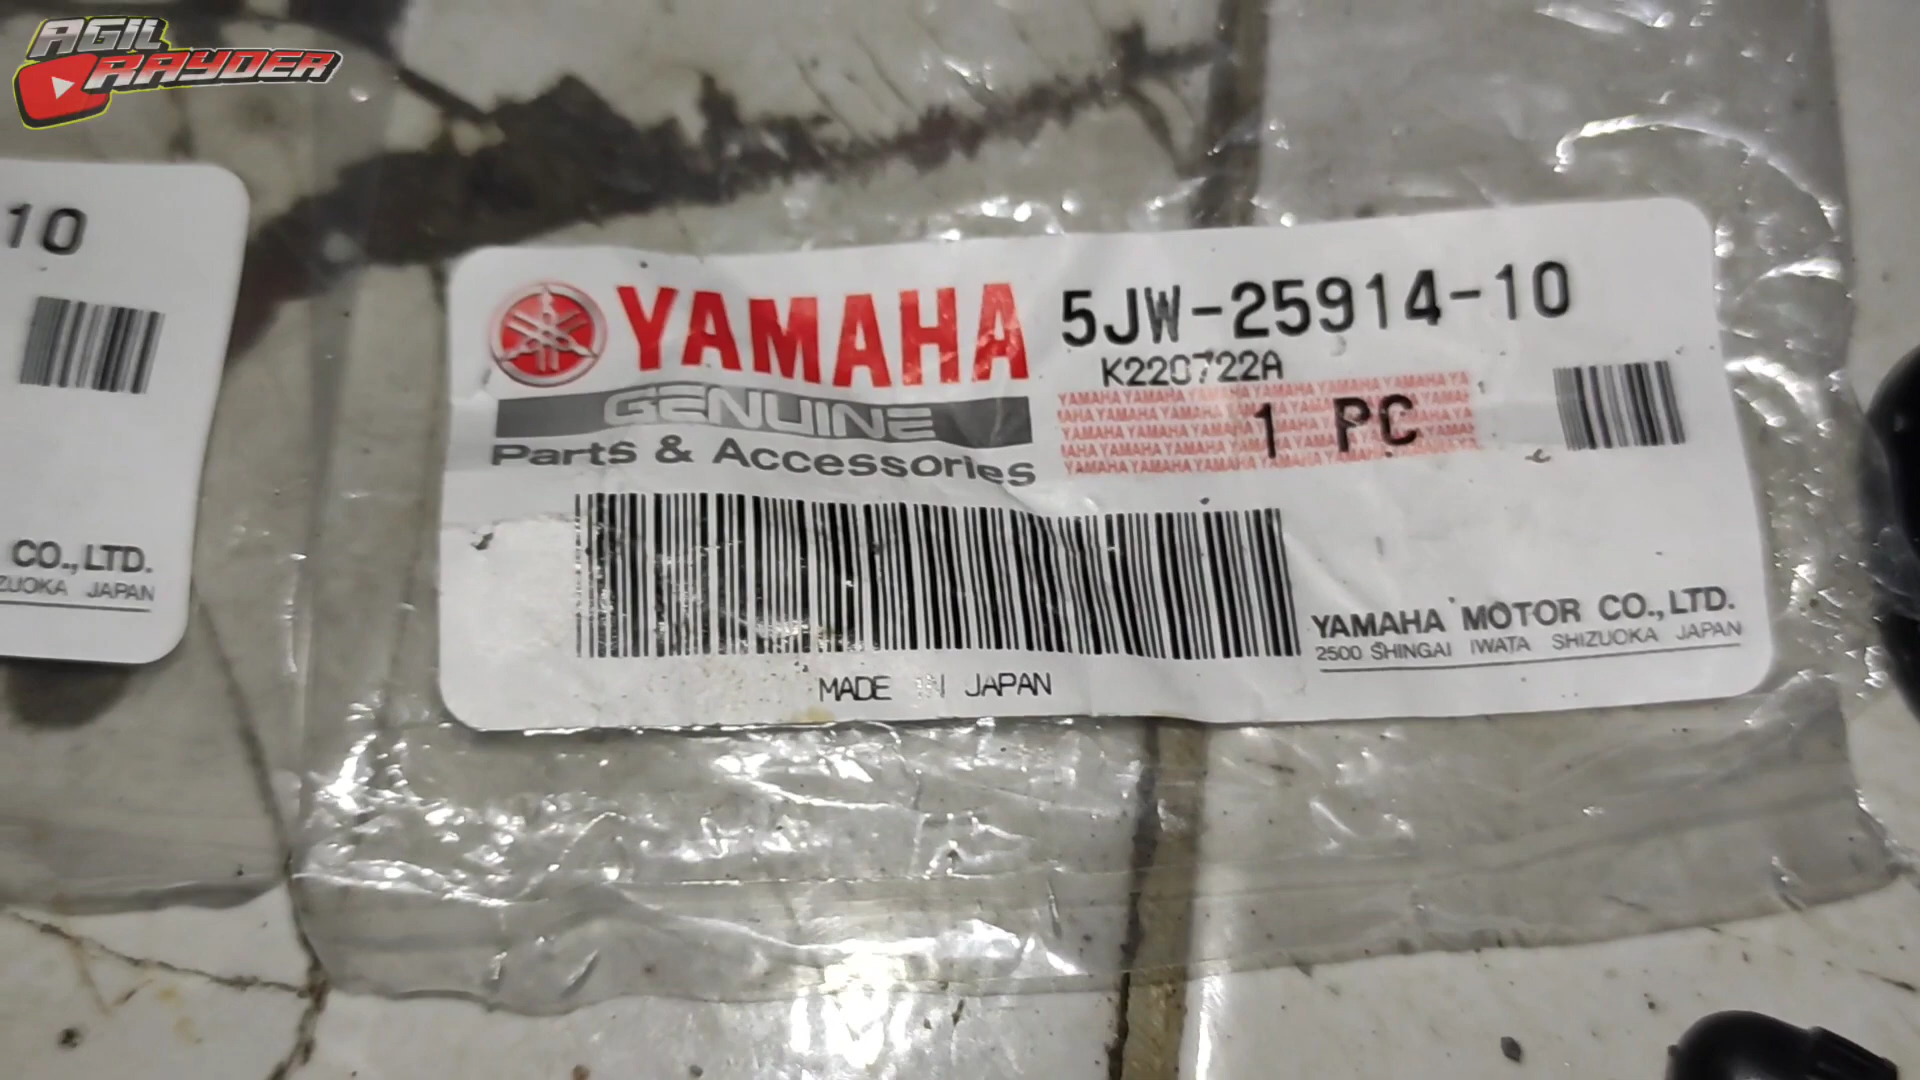 AGIL
RAYDER
10
CO., LTD.
JAPAN
YAMAHA
GENUINE
Parts & Accessories
5JW-25914-10
K220722A
1 PC
MADE IN JAPAN
YAMAHA MOTOR CO., LTD.
2500 SHINGAI IWATA SHIZUOKA JAPAN